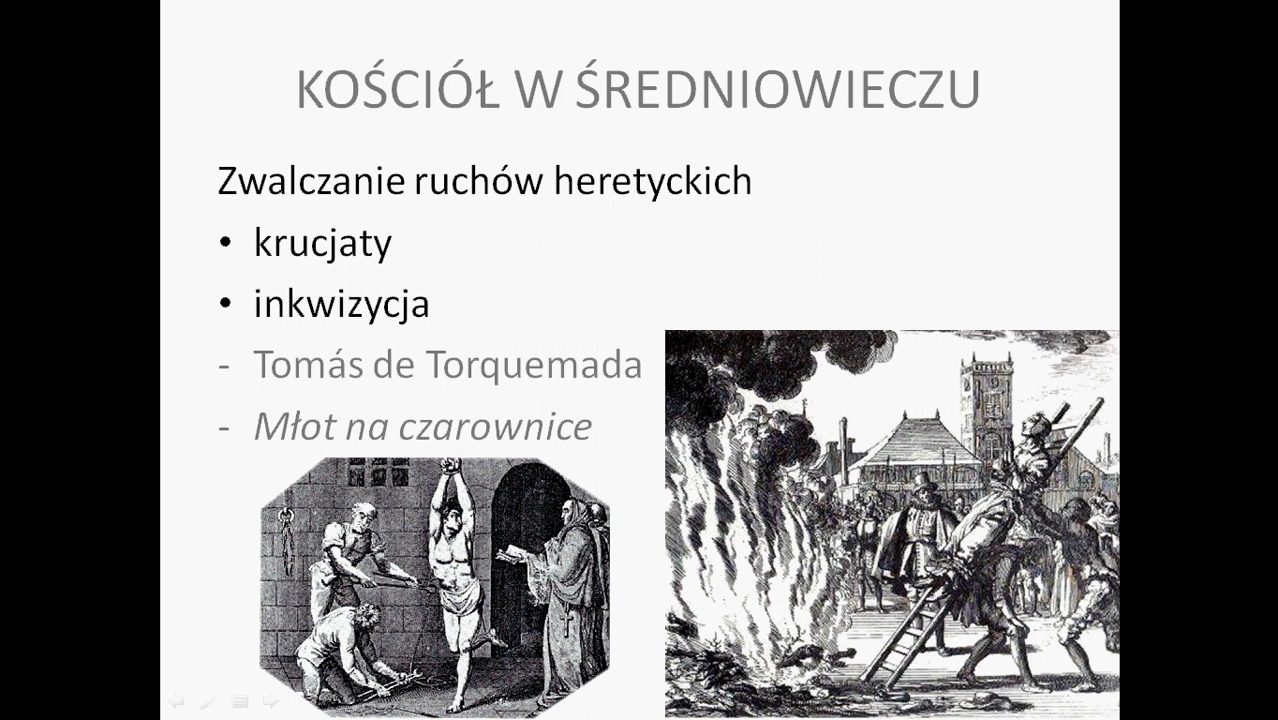 KOŚCIÓŁ W ŚREDNIOWIECZU
Zwalczanie ruchów heretyckich
• krucjaty
• inkwizycja
- Tomás de Torquemada
- Młot na czarownice